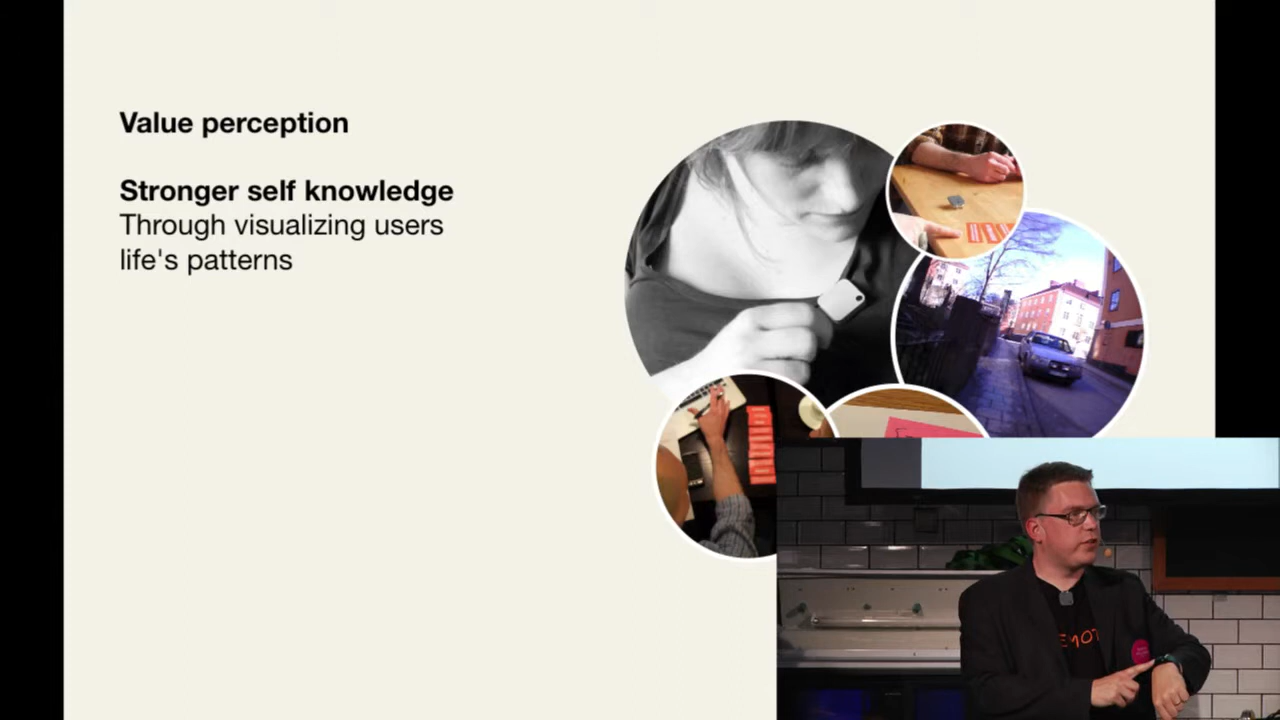 Value perception
Stronger self knowledge
Through visualizing users
life's patterns